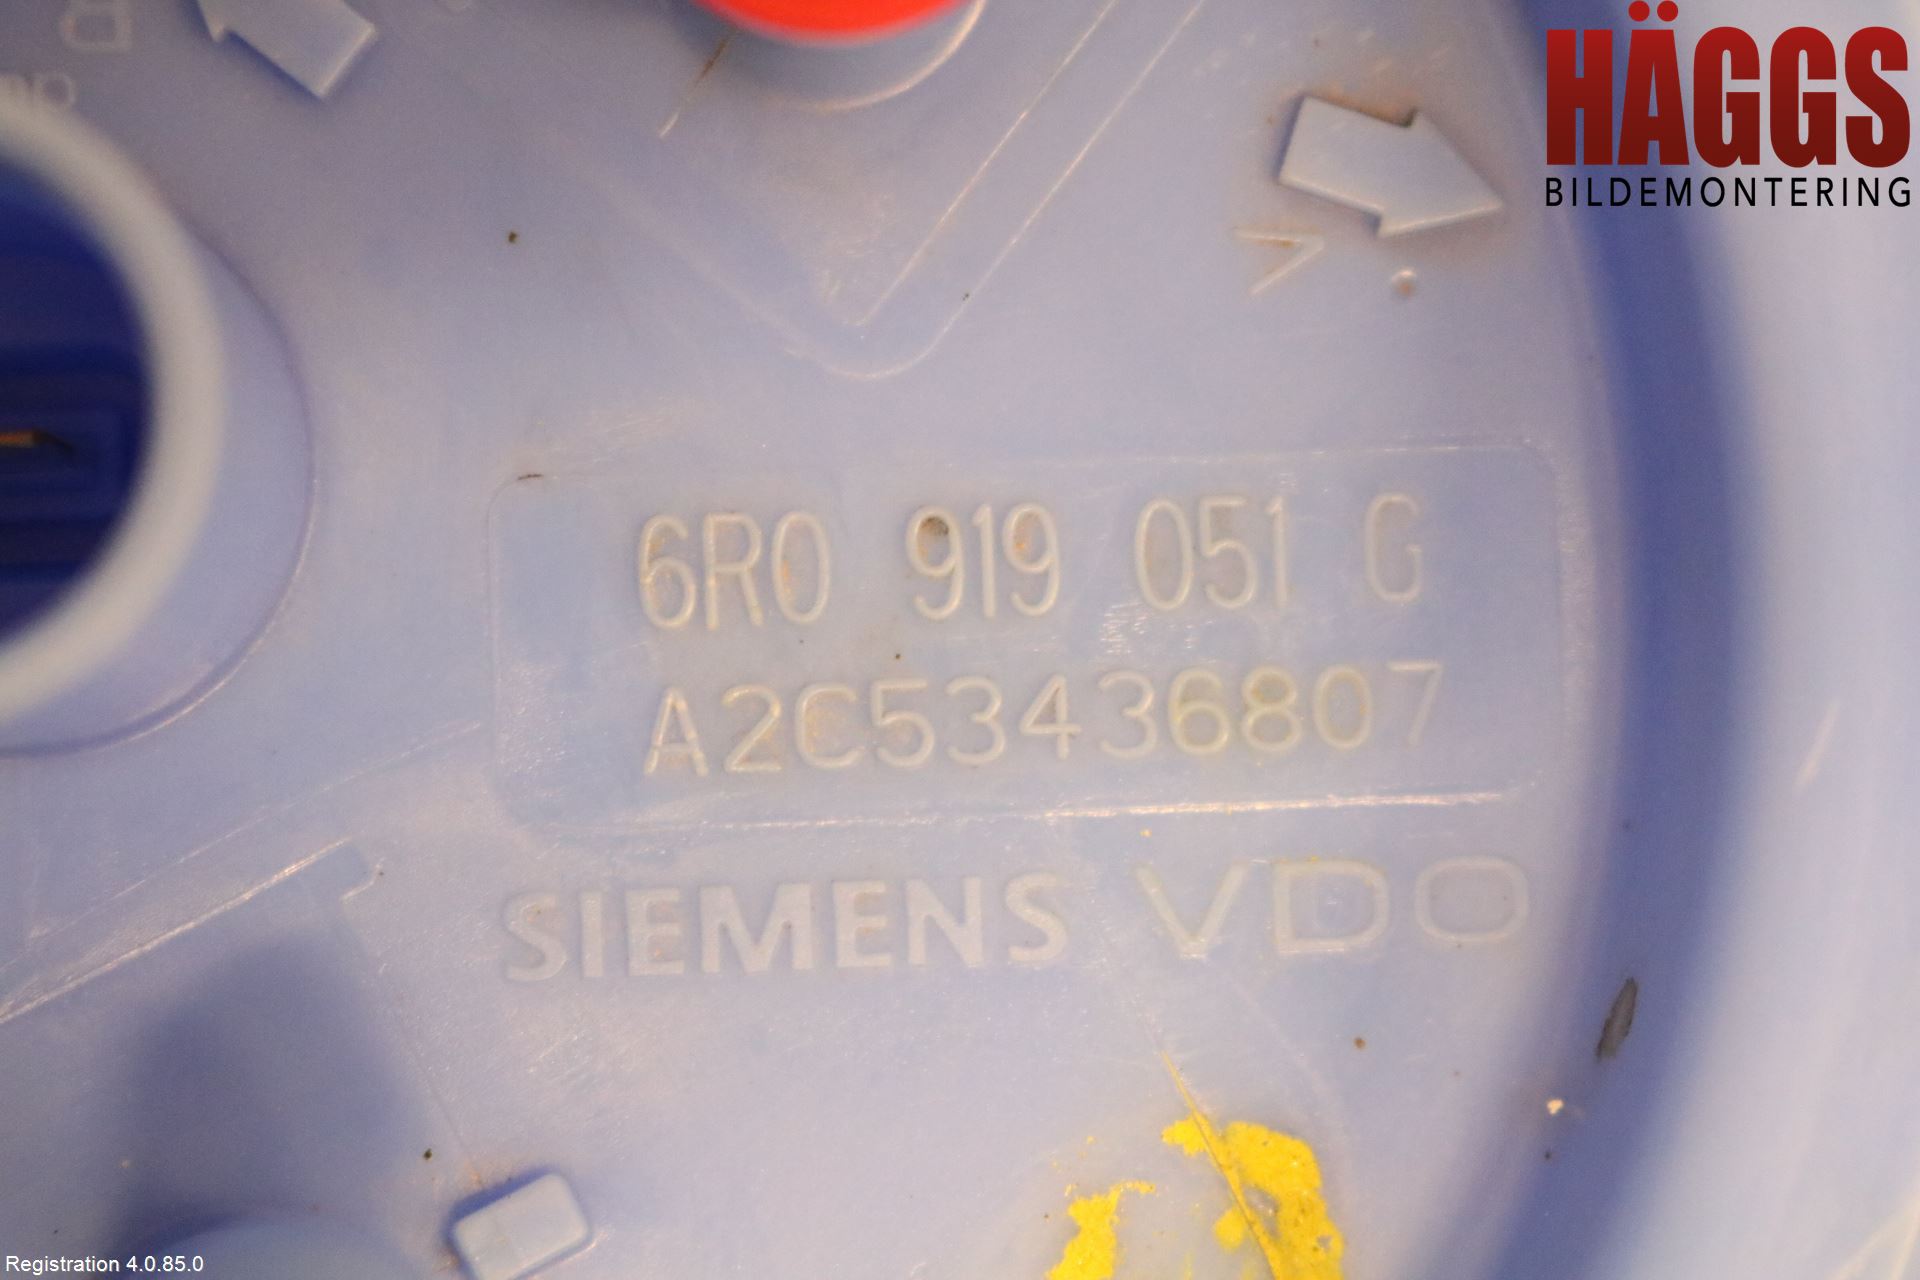 HÄGGS
BILDEMONTERING
V
6R0 919 051 G
A2C53436807
SIEMENS VDO
Registration 4.0.85.0